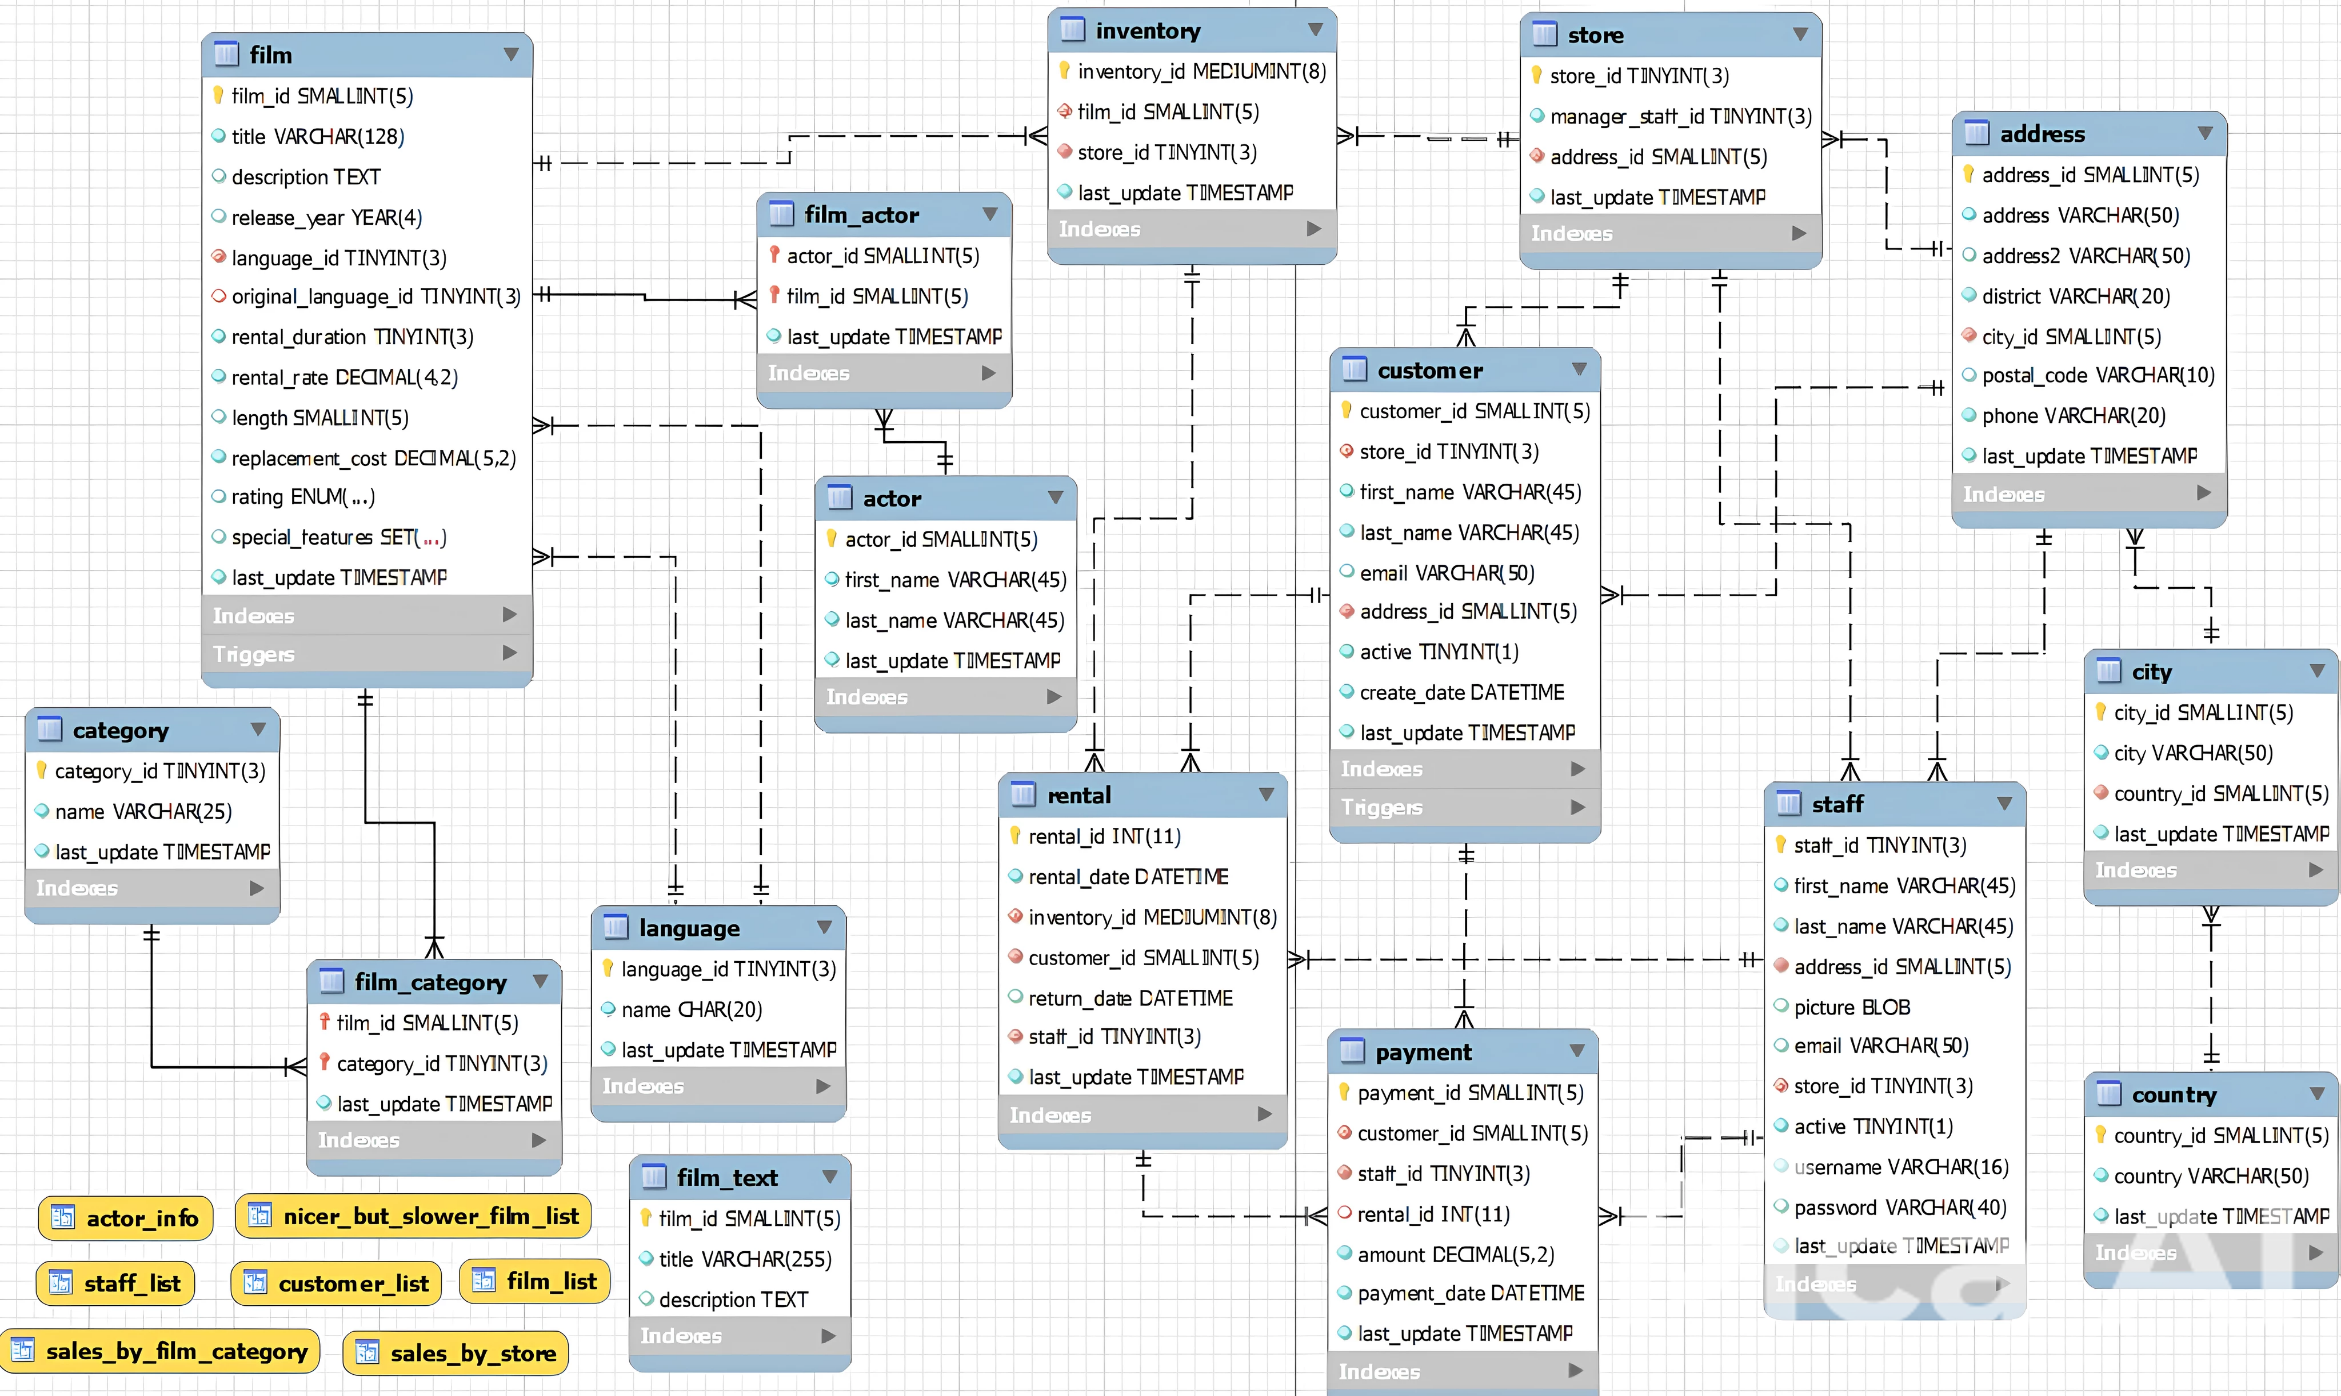 film
film_id SMALLINT(5)
title VARCHAR(128)
description TEXT
release_year YEAR(4)
language_id TINYINT(3)
original_language_id TINYINT(3)
rental_duration TINYINT(3)
rental_rate DECIMAL(4,2)
length SMALLINT(5)
replacement_cost DECIMAL(5,2)
rating ENUM(...)
special_features SET(...)
last_update TIMESTAMP
Indexes
Triggers
inventory
inventory_id MEDIUMINT(8)
film_id SMALLINT(5)
store_id TINYINT(3)
last_update TIMESTAMP
Indexes
store
store_id TINYINT(3)
manager_staff_id TINYINT(3)
address_id SMALLINT(5)
last_update TIMESTAMP
Indexes
address
address_id SMALLINT(5)
address VARCHAR(50)
address2 VARCHAR(50)
district VARCHAR(20)
city_id SMALLINT(5)
postal_code VARCHAR(10)
phone VARCHAR(20)
last_update TIMESTAMP
Indexes
film_actor
actor_id SMALLINT(5)
film_id SMALLINT(5)
last_update TIMESTAMP
Indexes
customer
customer_id SMALLINT(5)
store_id TINYINT(3)
first_name VARCHAR(45)
last_name VARCHAR(45)
email VARCHAR(50)
address_id SMALLINT(5)
active TINYINT(1)
create_date DATETIME
last_update TIMESTAMP
Indexes
Triggers
actor
actor_id SMALLINT(5)
first_name VARCHAR(45)
last_name VARCHAR(45)
last_update TIMESTAMP
Indexes
city
city_id SMALLINT(5)
city VARCHAR(50)
country_id SMALLINT(5)
last_update TIMESTAMP
Indexes
category
category_id TINYINT(3)
name VARCHAR(25)
last_update TIMESTAMP
Indexes
rental
rental_id INT(11)
rental_date DATETIME
inventory_id MEDIUMINT(8)
customer_id SMALLINT(5)
return_date DATETIME
staff_id TINYINT(3)
last_update TIMESTAMP
Indexes
staff
staff_id TINYINT(3)
first_name VARCHAR(45)
last_name VARCHAR(45)
address_id SMALLINT(5)
picture BLOB
email VARCHAR(50)
store_id TINYINT(3)
active TINYINT(1)
username VARCHAR(16)
password VARCHAR(40)
last_update TIMESTAMP
Indexes
language
language_id TINYINT(3)
name CHAR(20)
last_update TIMESTAMP
Indexes
film_category
film_id SMALLINT(5)
category_id TINYINT(3)
last_update TIMESTAMP
Indexes
payment
payment_id SMALLINT(5)
customer_id SMALLINT(5)
staff_id TINYINT(3)
rental_id INT(11)
amount DECIMAL(5,2)
payment_date DATETIME
last_update TIMESTAMP
Indexes
country
country_id SMALLINT(5)
country VARCHAR(50)
last_update TIMESTAMP
Indexes
film_text
film_id SMALLINT(5)
title VARCHAR(255)
description TEXT
Indexes
actor_info
nicer_but_slower_film_list
staff_list
customer_list
film_list
sales_by_film_category
sales_by_store